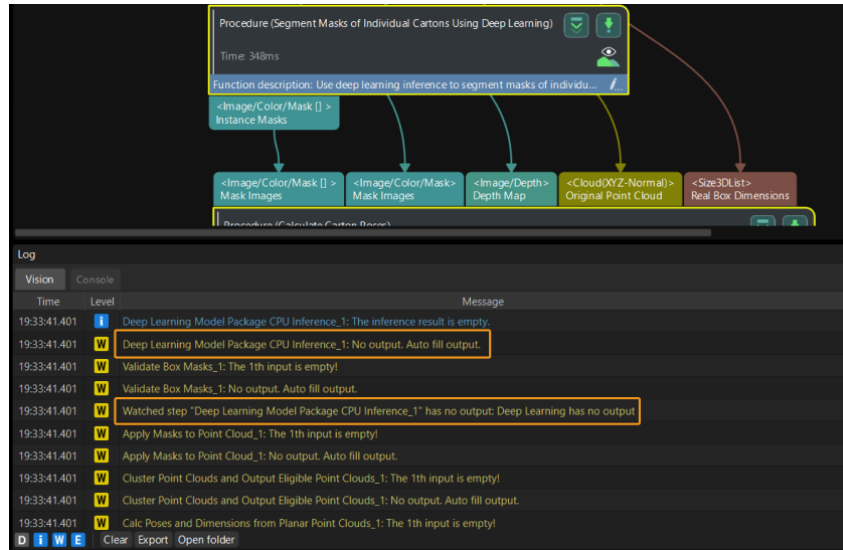 Procedure (Segment Masks of Individual Cartons Using Deep Learning)
Time: 348ms
Function description: Use deep learning inference to segment masks of individu...
<Image/Color/Mask [] >
Instance Masks
<Image/Color/Mask [] > <Image/Color/Mask> <Image/Depth> <Cloud(XYZ-Normal)> <Size3DList>
Mask Images Mask Images Depth Map Original Point Cloud Real Box Dimensions
Procedure (Calculate Carton Poses)
Log
Vision Console
Time Level Message
19:33:41.401 i Deep Learning Model Package CPU Inference_1: The inference result is empty.
19:33:41.401 W Deep Learning Model Package CPU Inference_1: No output. Auto fill output.
19:33:41.401 W Validate Box Masks_1: The 1th input is empty!
19:33:41.401 W Validate Box Masks_1: No output. Auto fill output.
19:33:41.401 W Watched step "Deep Learning Model Package CPU Inference_1" has no output: Deep Learning has no output
19:33:41.401 W Apply Masks to Point Cloud_1: The 1th input is empty!
19:33:41.401 W Apply Masks to Point Cloud_1: No output. Auto fill output.
19:33:41.401 W Cluster Point Clouds and Output Eligible Point Clouds_1: The 1th input is empty!
19:33:41.401 W Cluster Point Clouds and Output Eligible Point Clouds_1: No output. Auto fill output.
19:33:41.401 W Calc Poses and Dimensions from Planar Point Clouds_1: The 1th input is empty!
D i W E Clear Export Open folder